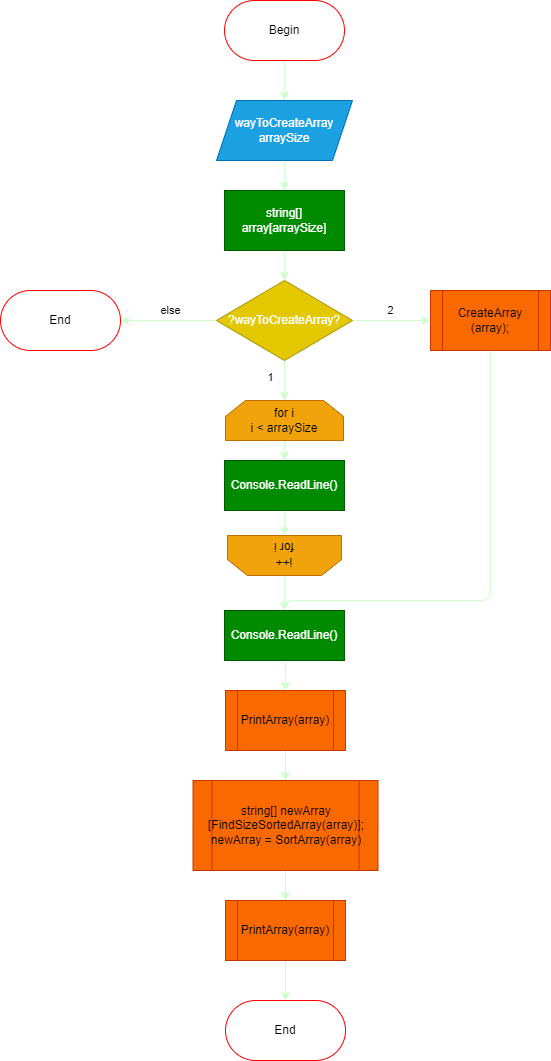 Begin
wayToCreateArray
arraySize
string[]
array[arraySize]
else
End
?wayToCreateArray?
2
CreateArray
(array);
1
for i
i < arraySize
Console.ReadLine()
for i
i++
Console.ReadLine()
PrintArray(array)
string[] newArray
[FindSizeSortedArray(array)];
newArray = SortArray(array)
PrintArray(array)
End